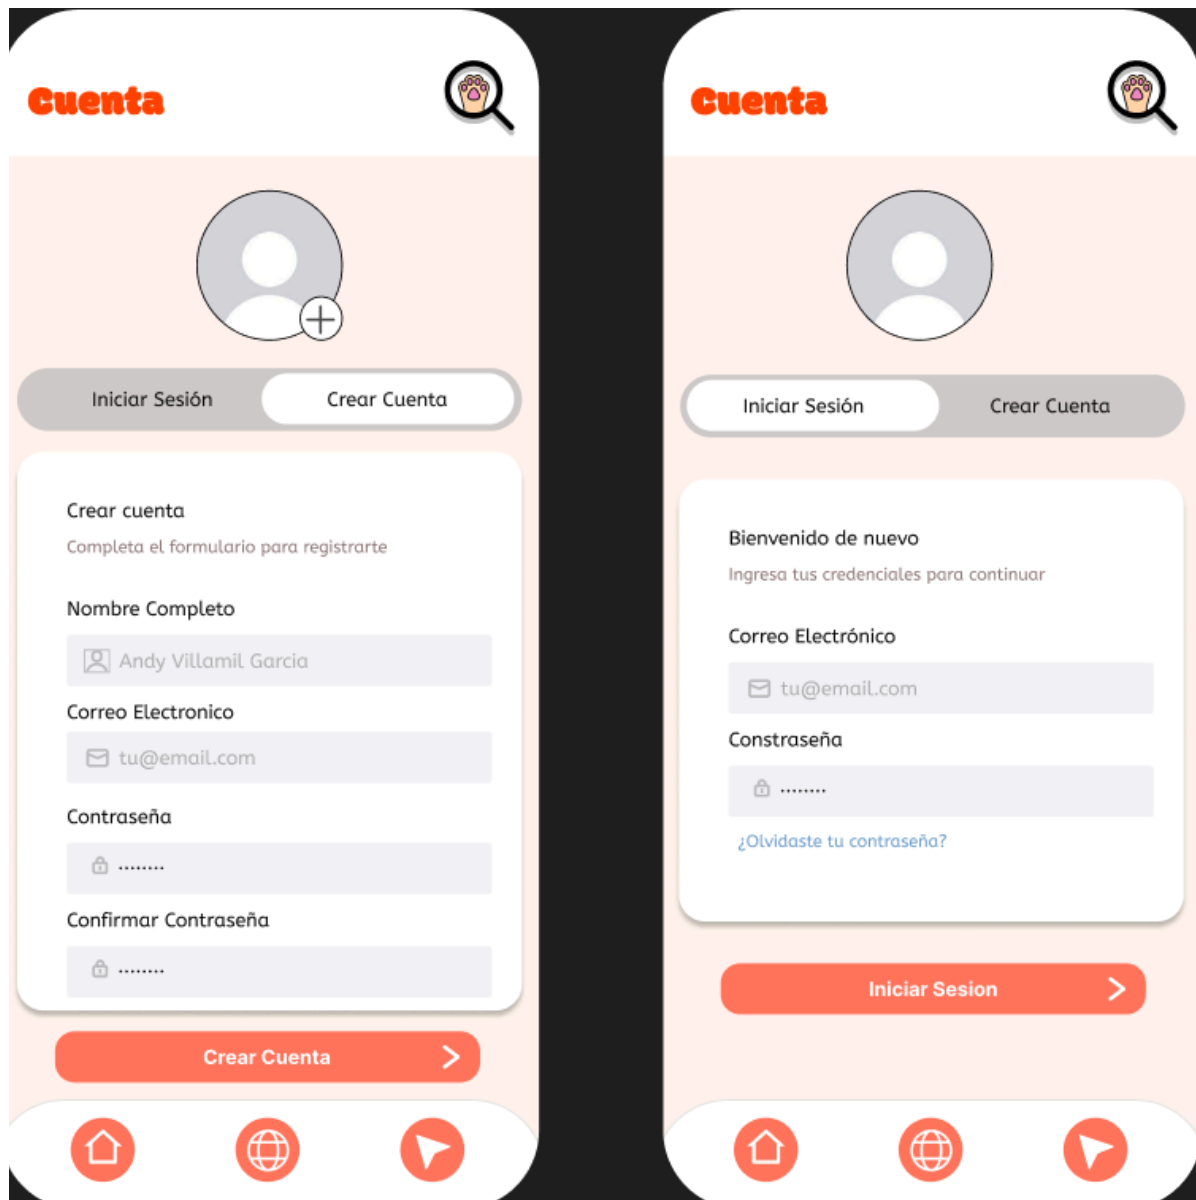 Cuenta
Iniciar Sesión
Crear Cuenta
Crear cuenta
Completa el formulario para registrarte
Nombre Completo
Andy Villamil Garcia
Correo Electronico
tu@email.com
Contraseña
........
Confirmar Contraseña
........
Crear Cuenta
Cuenta
Iniciar Sesión
Crear Cuenta
Bienvenido de nuevo
Ingresa tus credenciales para continuar
Correo Electrónico
tu@email.com
Constraseña
........
¿Olvidaste tu contraseña?
Iniciar Sesion